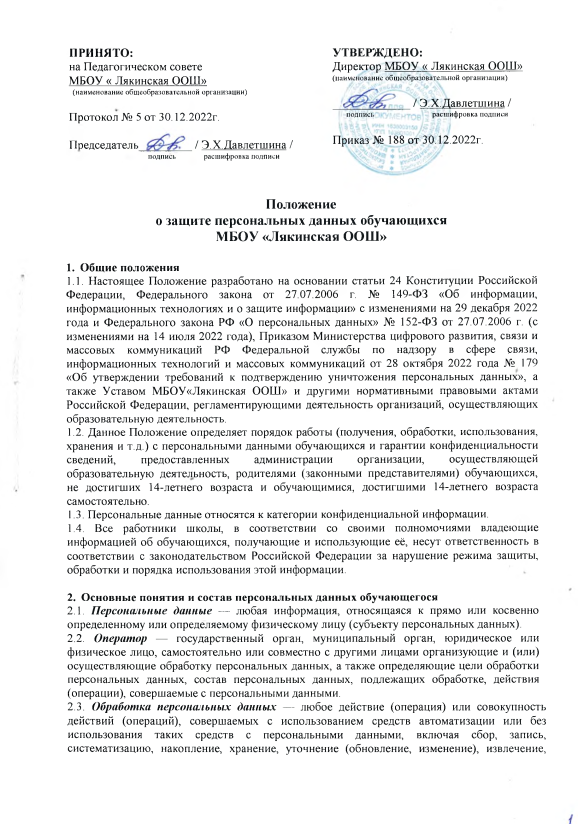 ПРИНЯТО:
на Педагогическом совете
МБОУ « Лякинская ООШ»
(наименование общеобразовательной организации)
Протокол № 5 от 30.12.2022г.
Председатель_________ / Э.Х.Давлетшина /
подпись расшифровка подписи
УТВЕРЖДЕНО:
Директор МБОУ « Лякинская ООШ»
(наименование общеобразовательной организации)
_____________ / Э.Х.Давлетшина /
подпись расшифровка подписи
Приказ № 188 от 30.12.2022г.
Положение
о защите персональных данных обучающихся
МБОУ «Лякинская ООШ»
1. Общие положения
1.1. Настоящее Положение разработано на основании статьи 24 Конституции Российской
Федерации, Федерального закона от 27.07.2006 г. № 149-ФЗ «Об информации,
информационных технологиях и о защите информации» с изменениями на 29 декабря 2022
года и Федерального закона РФ «О персональных данных» № 152-ФЗ от 27.07.2006 г. (с
изменениями на 14 июля 2022 года), Приказом Министерства цифрового развития, связи и
массовых коммуникаций РФ Федеральной службы по надзору в сфере связи,
информационных технологий и массовых коммуникаций от 28 октября 2022 года № 179
«Об утверждении требований к подтверждению уничтожения персональных данных», а
также Уставом МБОУ«Лякинская ООШ» и другими нормативными правовыми актами
Российской Федерации, регламентирующими деятельность организаций, осуществляющих
образовательную деятельность.
1.2. Данное Положение определяет порядок работы (получения, обработки, использования,
хранения и т.д.) с персональными данными обучающихся и гарантии конфиденциальности
сведений, предоставленных администрации организации, осуществляющей
образовательную деятельность, родителями (законными представителями) обучающихся,
не достигших 14-летнего возраста и обучающимися, достигшими 14-летнего возраста
самостоятельно.
1.3. Персональные данные относятся к категории конфиденциальной информации.
1.4. Все работники школы, в соответствии со своими полномочиями владеющие
информацией об обучающихся, получающие и использующие её, несут ответственность в
соответствии с законодательством Российской Федерации за нарушение режима защиты,
обработки и порядка использования этой информации.
2. Основные понятия и состав персональных данных обучающегося
2.1. Персональные данные — любая информация, относящаяся к прямо или косвенно
определенному или определяемому физическому лицу (субъекту персональных данных).
2.2. Оператор — государственный орган, муниципальный орган, юридическое или
физическое лицо, самостоятельно или совместно с другими лицами организующие и (или)
осуществляющие обработку персональных данных, а также определяющие цели обработки
персональных данных, состав персональных данных, подлежащих обработке, действия
(операции), совершаемые с персональными данными.
2.3. Обработка персональных данных — любое действие (операция) или совокупность
действий (операций), совершаемых с использованием средств автоматизации или без
использования таких средств с персональными данными, включая сбор, запись,
систематизацию, накопление, хранение, уточнение (обновление, изменение), извлечение,
1